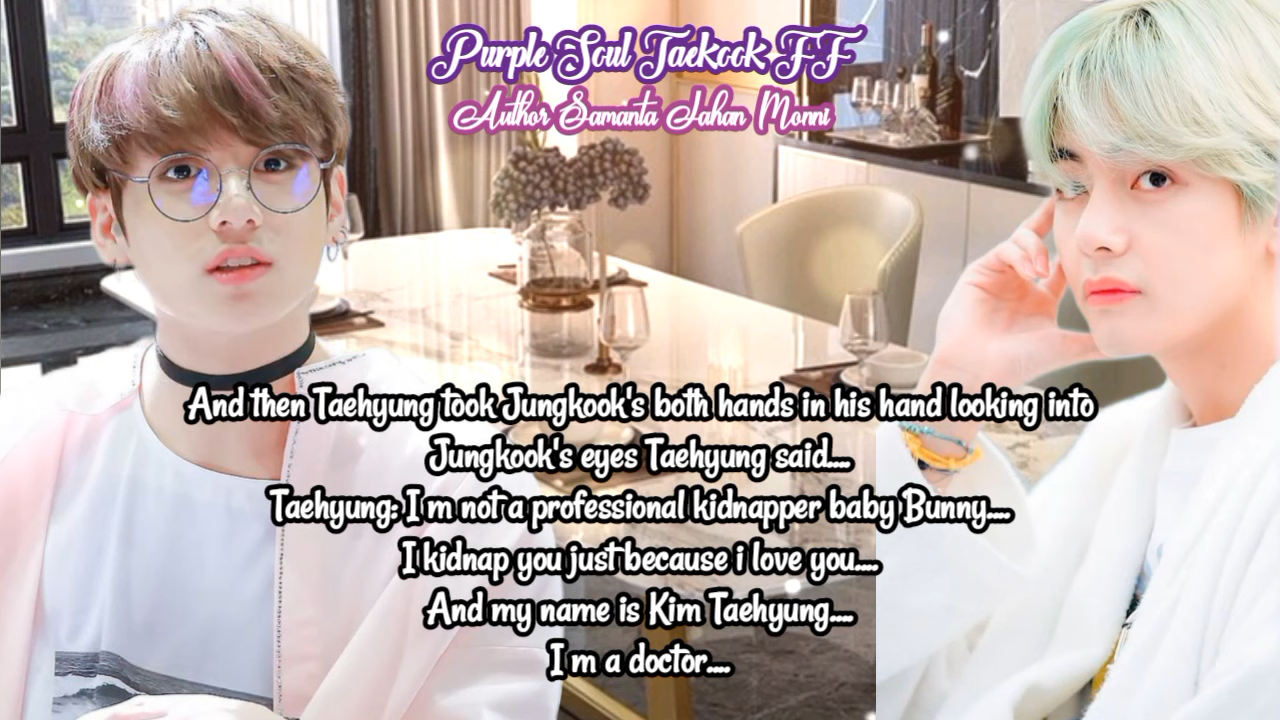 Purple Soul Taekook FF
Author Samanta Jahan Monni
And then Taehyung took Jungkook's both hands in his hand looking into
Jungkook's eyes Taehyung said....
Taehyung: I m not a professional kidnapper baby Bunny....
I kidnap you just because i love you....
And my name is Kim Taehyung....
I m a doctor....